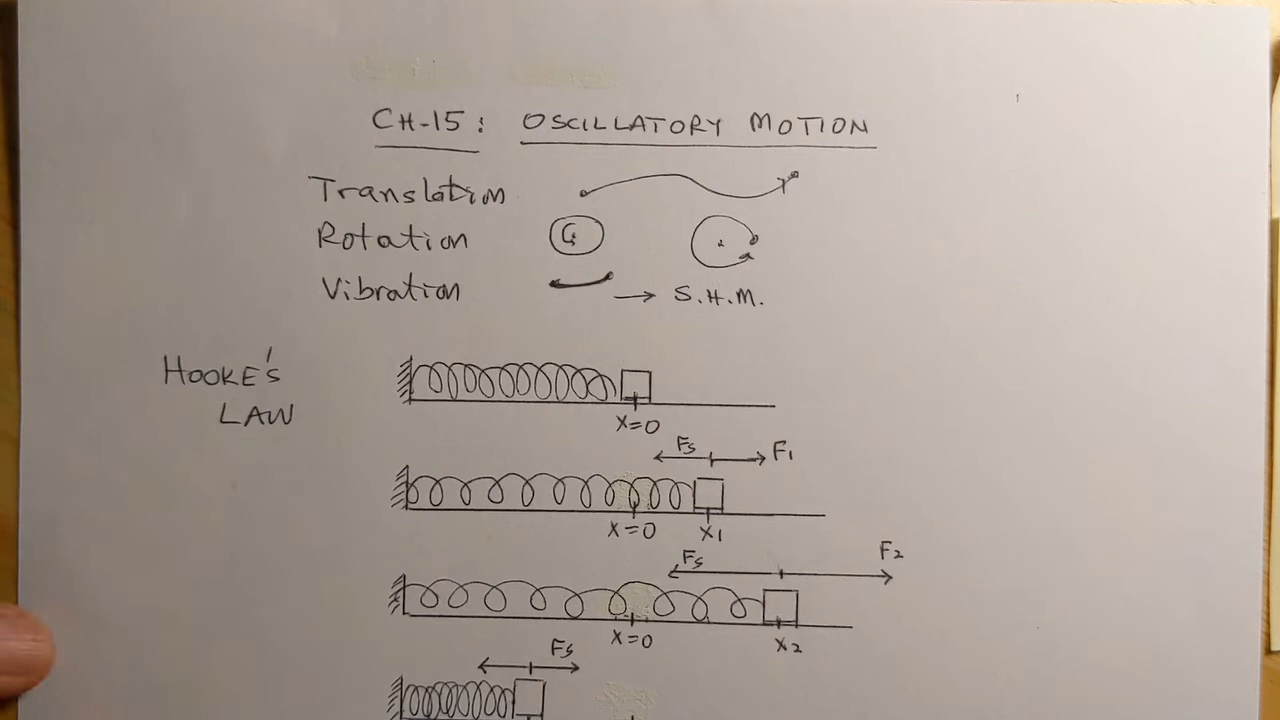 CH-15: OSCILLATORY MOTION
Translation
Rotation
Vibration → S.H.M.
HOOKE'S
LAW
x=0
Fs F1
x=0 x1
Fs F2
x=0 x2
Fs